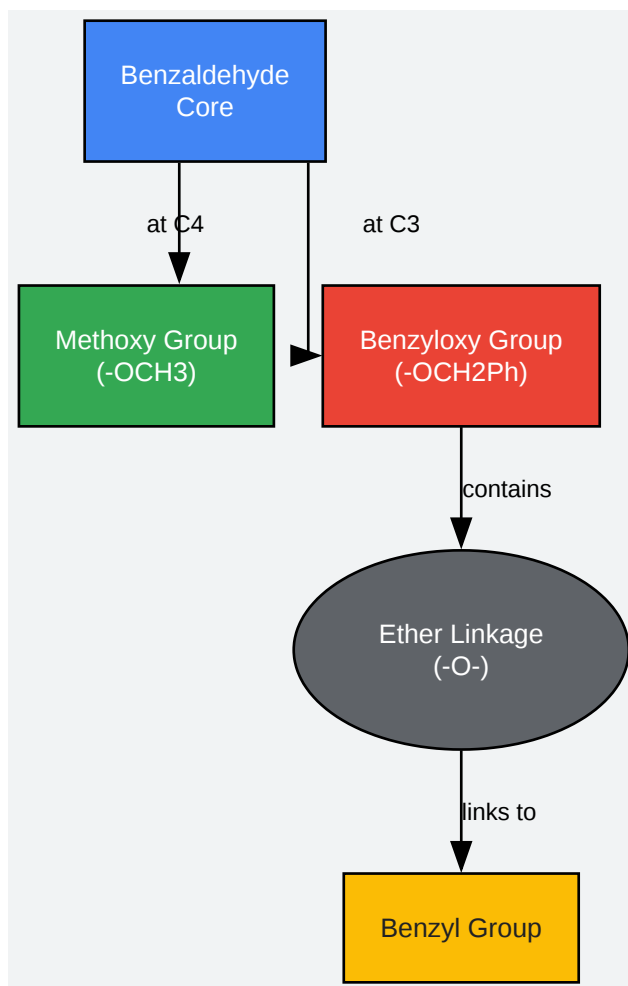 Benzaldehyde
Core
at C4
at C3
Methoxy Group
(-OCH3)
Benzyloxy Group
(-OCH2Ph)
contains
Ether Linkage
(-O-)
links to
Benzyl Group